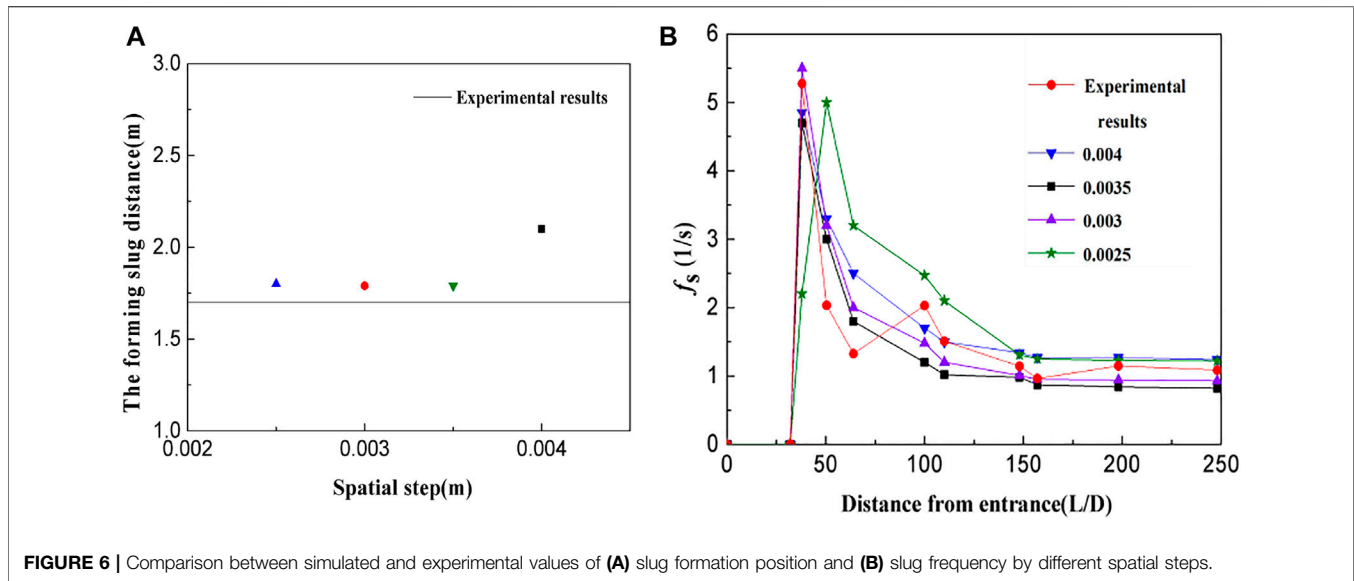 A
3.0
2.5
2.0
1.5
1.0
The forming slug distance(m)
Experimental results
0.002
0.003
0.004
Spatial step(m)
B
6
5
4
3
2
1
0
fs (1/s)
Experimental
results
0.004
0.0035
0.003
0.0025
0
50
100
150
200
250
Distance from entrance(L/D)
FIGURE 6 | Comparison between simulated and experimental values of (A) slug formation position and (B) slug frequency by different spatial steps.